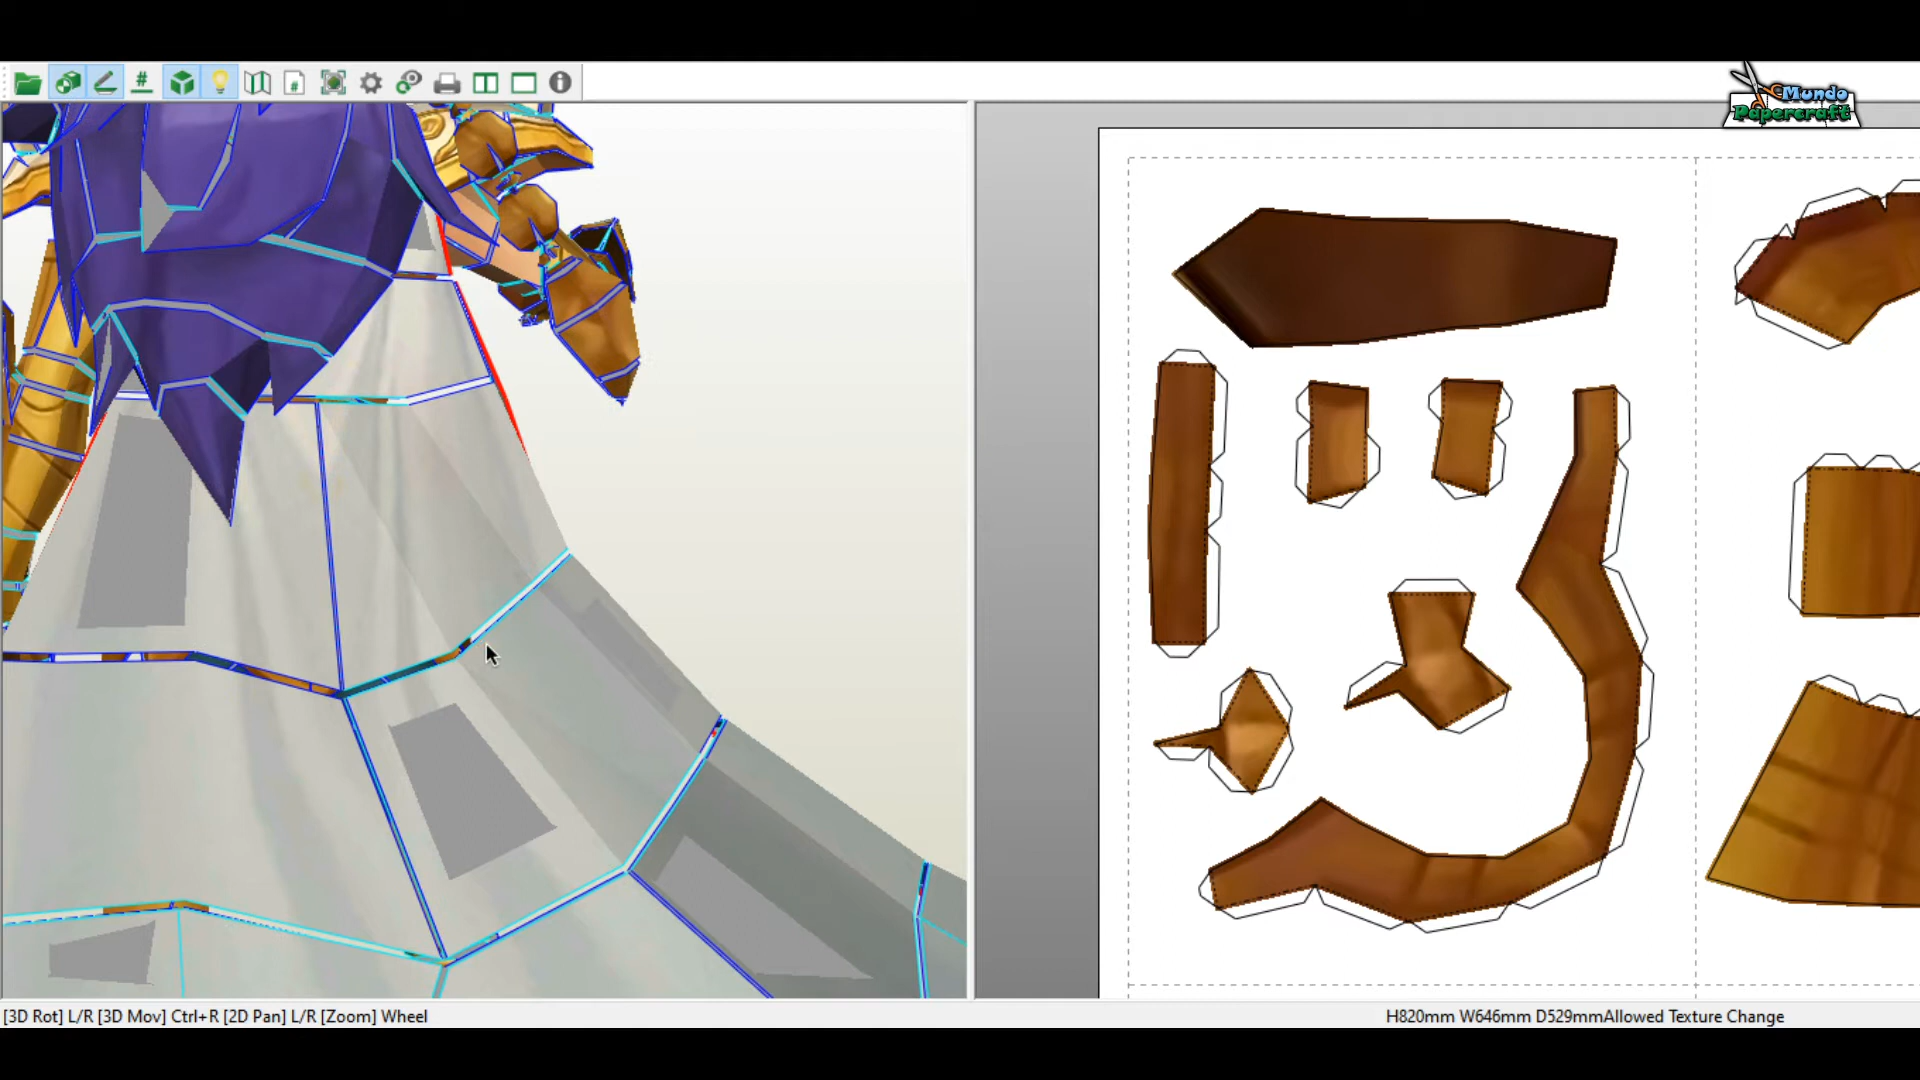 Mundo
Papercraft
[3D Rot] L/R [3D Mov] Ctrl+R [2D Pan] L/R [Zoom] Wheel
H820mm W646mm D529mmAllowed Texture Change